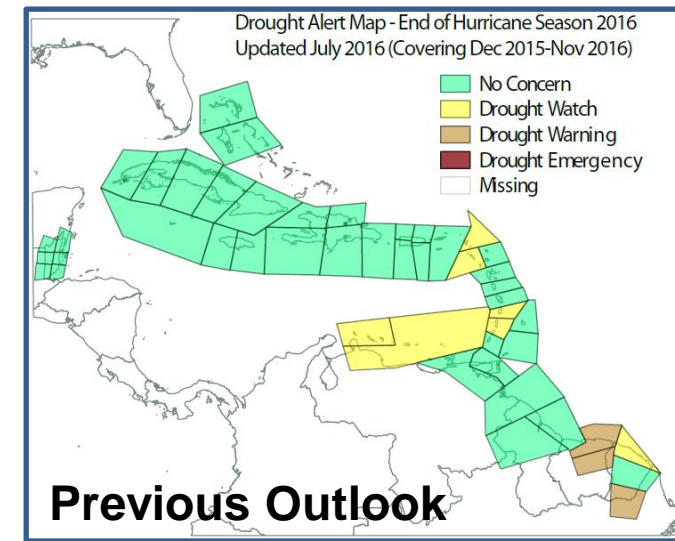 Drought Alert Map - End of Hurricane Season 2016
Updated July 2016 (Covering Dec 2015-Nov 2016)
No Concern
Drought Watch
Drought Warning
Drought Emergency
Missing
Previous Outlook